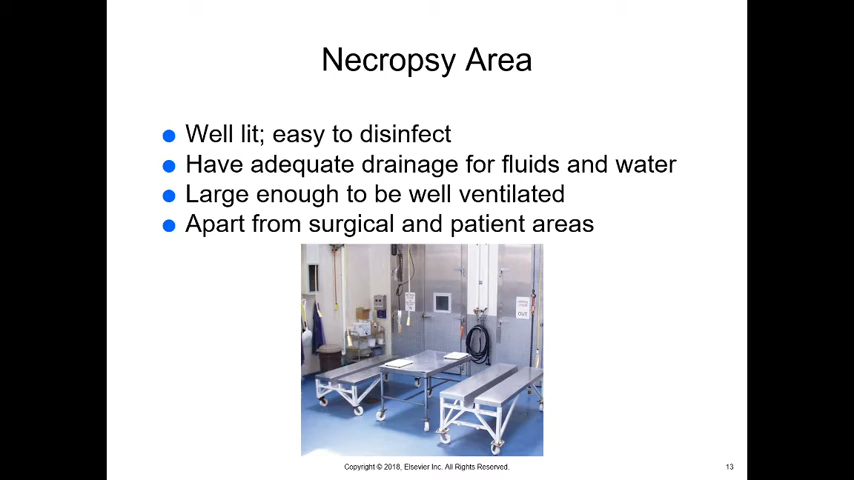 Necropsy Area
Well lit; easy to disinfect
Have adequate drainage for fluids and water
Large enough to be well ventilated
Apart from surgical and patient areas
OUT
Copyright © 2018, Elsevier Inc. All Rights Reserved.
13